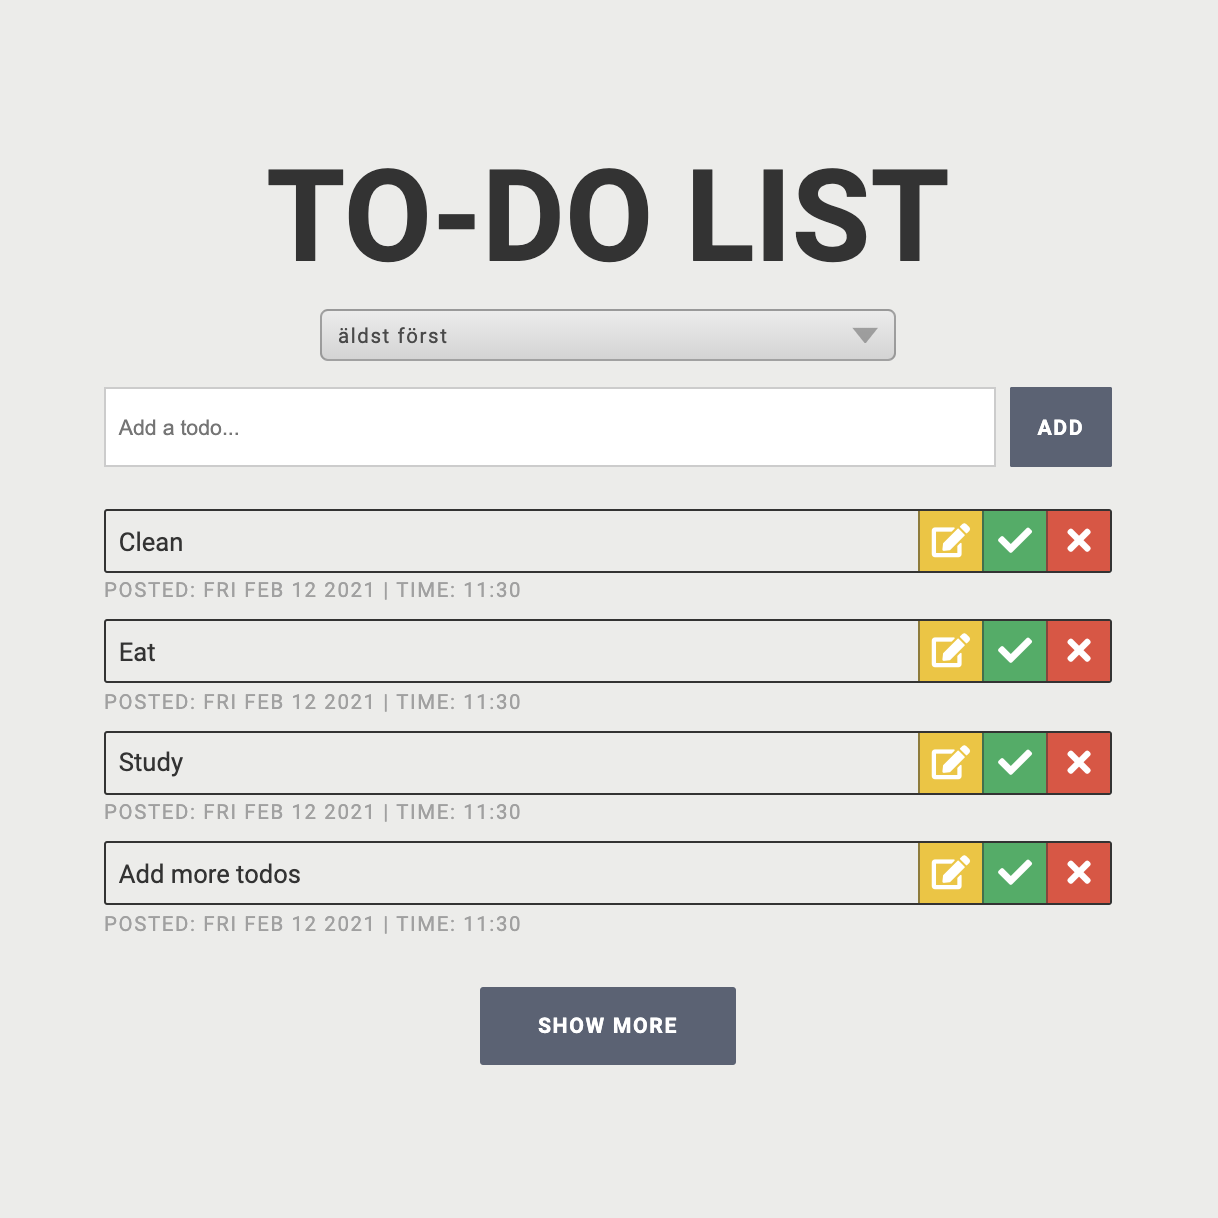 TO-DO LIST
äldst först
Add a todo...
ADD
Clean
POSTED: FRI FEB 12 2021 | TIME: 11:30
Eat
POSTED: FRI FEB 12 2021 | TIME: 11:30
Study
POSTED: FRI FEB 12 2021 | TIME: 11:30
Add more todos
POSTED: FRI FEB 12 2021 | TIME: 11:30
SHOW MORE